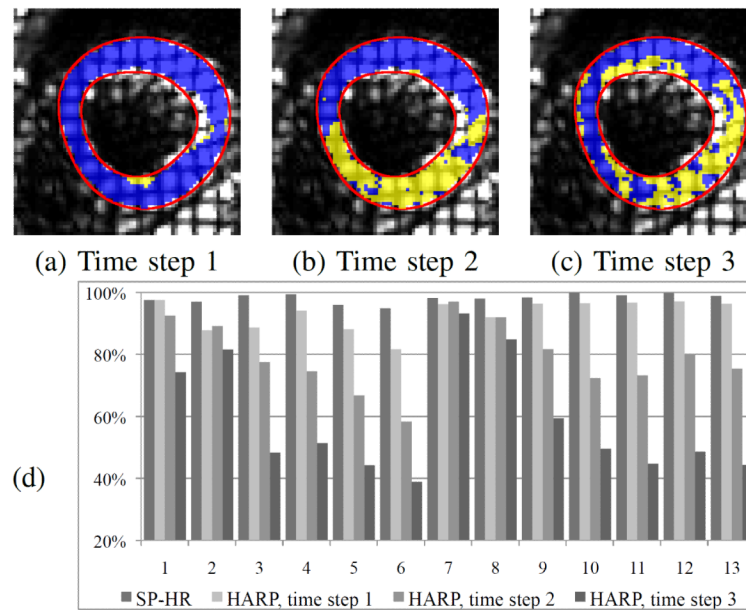 (a) Time step 1 (b) Time step 2 (c) Time step 3
100%
80%
60%
40%
20%
(d)
1 2 3 4 5 6 7 8 9 10 11 12 13
SP-HR HARP, time step 1 HARP, time step 2 HARP, time step 3